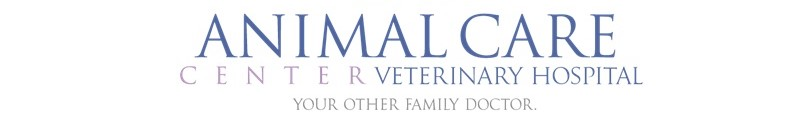 ANIMAL CARE
CENTER VETERINARY HOSPITAL
YOUR OTHER FAMILY DOCTOR.